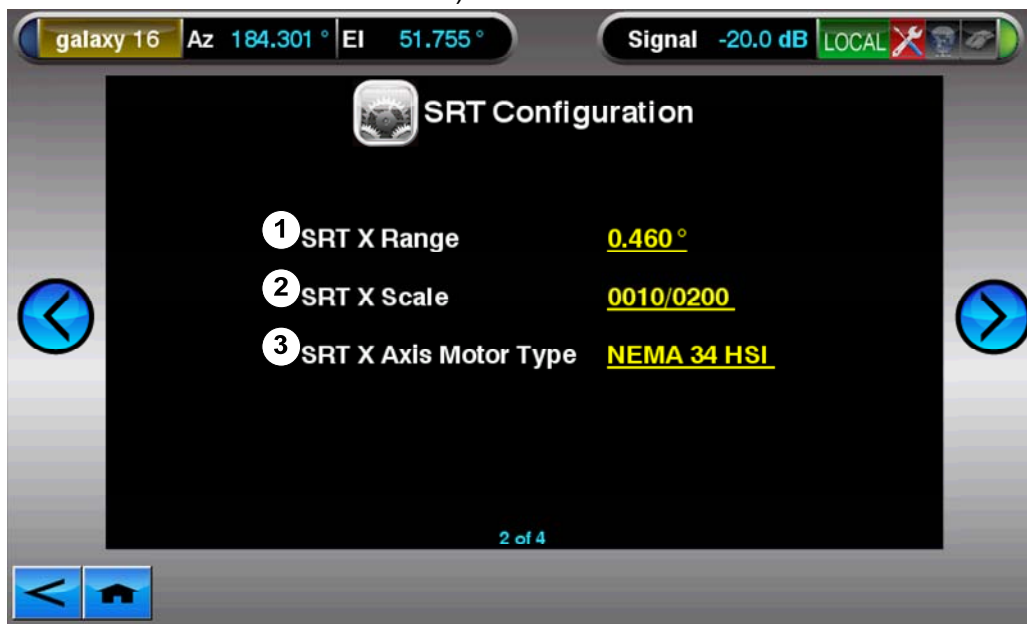 galaxy 16 Az 184.301 ° El 51.755 ° Signal -20.0 dB LOCAL
SRT Configuration
1 SRT X Range 0.460 °
2 SRT X Scale 0010/0200
3 SRT X Axis Motor Type NEMA 34 HSI
2 of 4